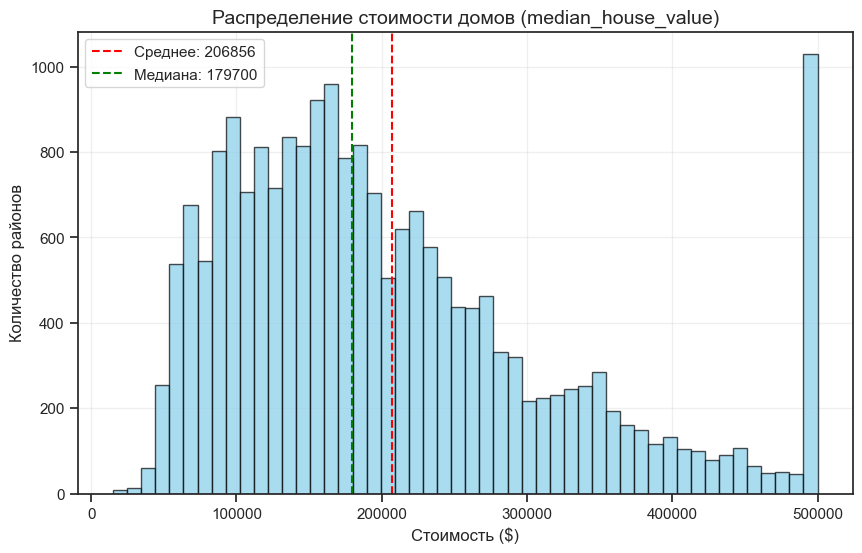 Распределение стоимости домов (median_house_value)
Среднее: 206856
Медиана: 179700
Количество районов
1000
800
600
400
200
0
0 100000 200000 300000 400000 500000
Стоимость ($)